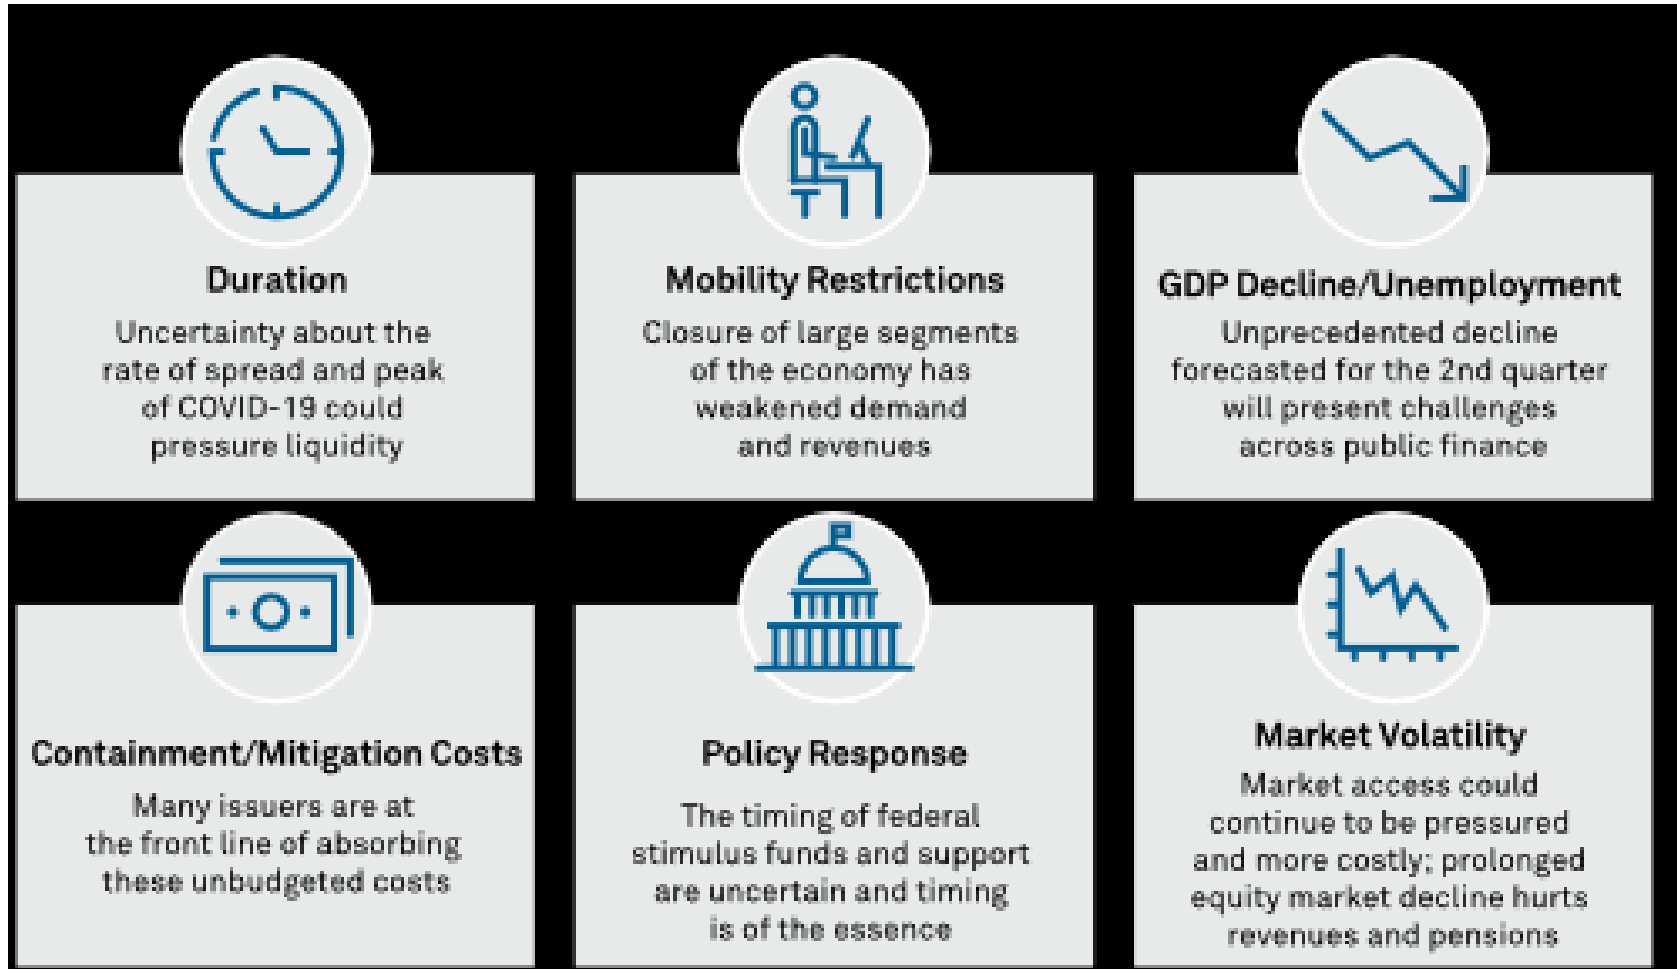 Duration
Uncertainty about the
rate of spread and peak
of COVID-19 could
pressure liquidity
Mobility Restrictions
Closure of large segments
of the economy has
weakened demand
and revenues
GDP Decline/Unemployment
Unprecedented decline
forecasted for the 2nd quarter
will present challenges
across public finance
Containment/Mitigation Costs
Many issuers are at
the front line of absorbing
these unbudgeted costs
Policy Response
The timing of federal
stimulus funds and support
are uncertain and timing
is of the essence
Market Volatility
Market access could
continue to be pressured
and more costly; prolonged
equity market decline hurts
revenues and pensions